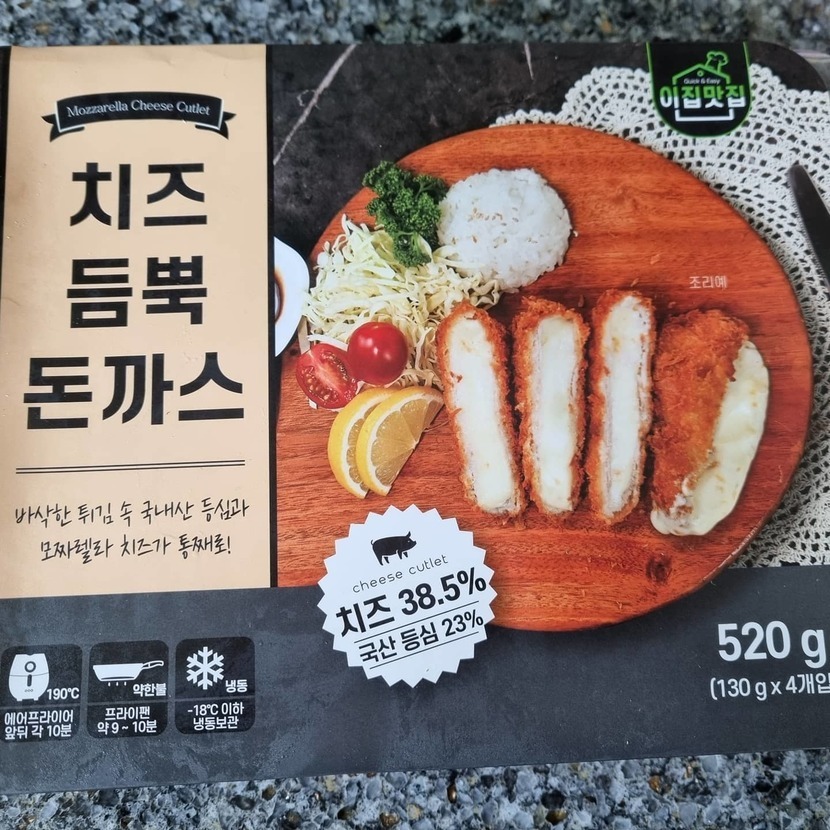 Mozzarella Cheese Cutlet
치즈
듬뿍
돈까스
바삭한 튀김 속 국내산 등심과
모짜렐라 치즈가 통째로!
Quick & Easy
이집맛집
조리예
cheese cutlet
치즈 38.5%
국산 등심 23%
520 g
(130 g x 4개입
190℃
에어프라이어
앞뒤 각 10분
약한불
프라이팬
약 9 ~ 10분
냉동
-18℃ 이하
냉동보관